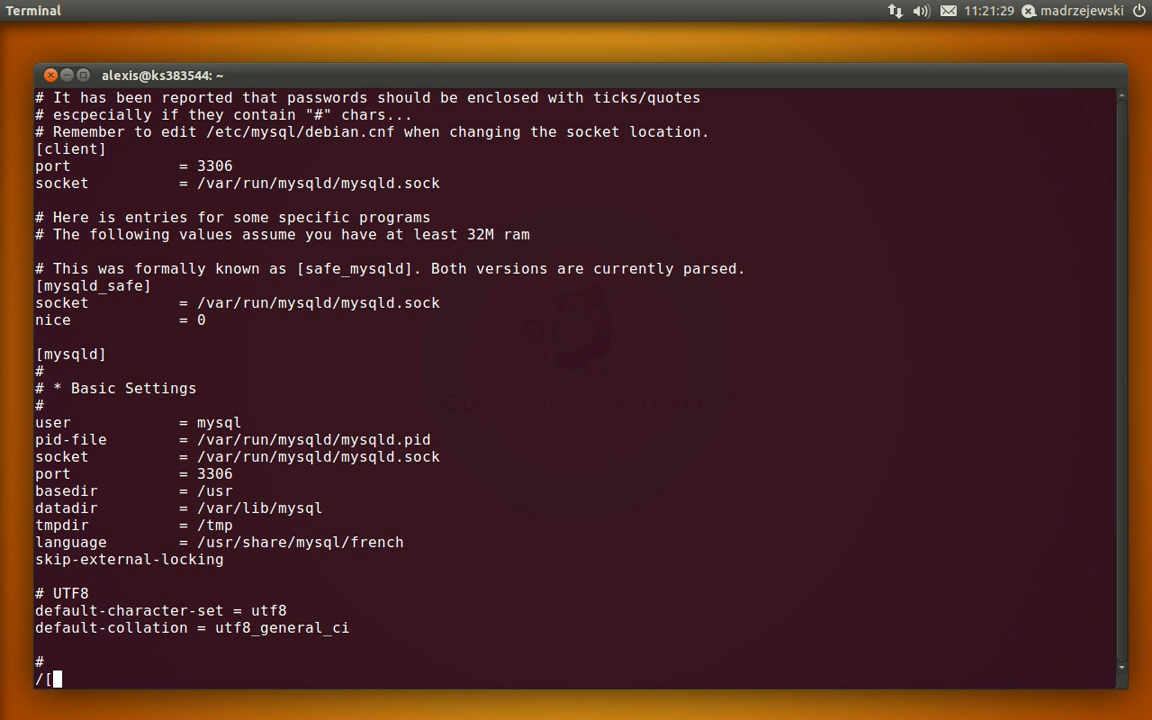 Terminal
11:21:29
madrzejewski
alexis@ks383544: ~
# It has been reported that passwords should be enclosed with ticks/quotes
# escpecially if they contain "#" chars...
# Remember to edit /etc/mysql/debian.cnf when changing the socket location.
[client]
port            = 3306
socket          = /var/run/mysqld/mysqld.sock
# Here is entries for some specific programs
# The following values assume you have at least 32M ram
# This was formally known as [safe_mysqld]. Both versions are currently parsed.
[mysqld_safe]
socket          = /var/run/mysqld/mysqld.sock
nice            = 0
[mysqld]
#
# * Basic Settings
#
user            = mysql
pid-file        = /var/run/mysqld/mysqld.pid
socket          = /var/run/mysqld/mysqld.sock
port            = 3306
basedir         = /usr
datadir         = /var/lib/mysql
tmpdir          = /tmp
language        = /usr/share/mysql/french
skip-external-locking
# UTF8
default-character-set = utf8
default-collation = utf8_general_ci
#
/[